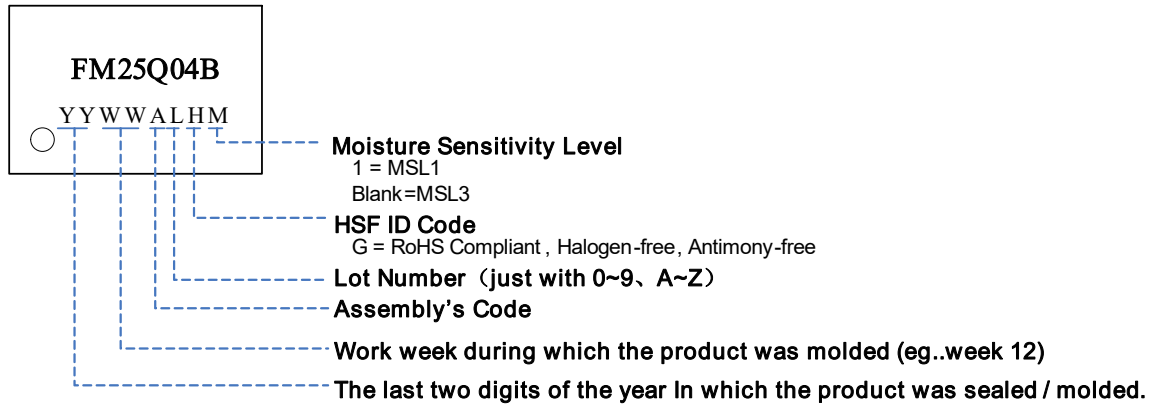 FM25Q04B
YYWWALHM
Moisture Sensitivity Level
1 = MSL1
Blank=MSL3
HSF ID Code
G = RoHS Compliant , Halogen-free, Antimony-free
Lot Number（just with 0~9、A~Z）
Assembly's Code
Work week during which the product was molded (eg..week 12)
The last two digits of the year In which the product was sealed / molded.